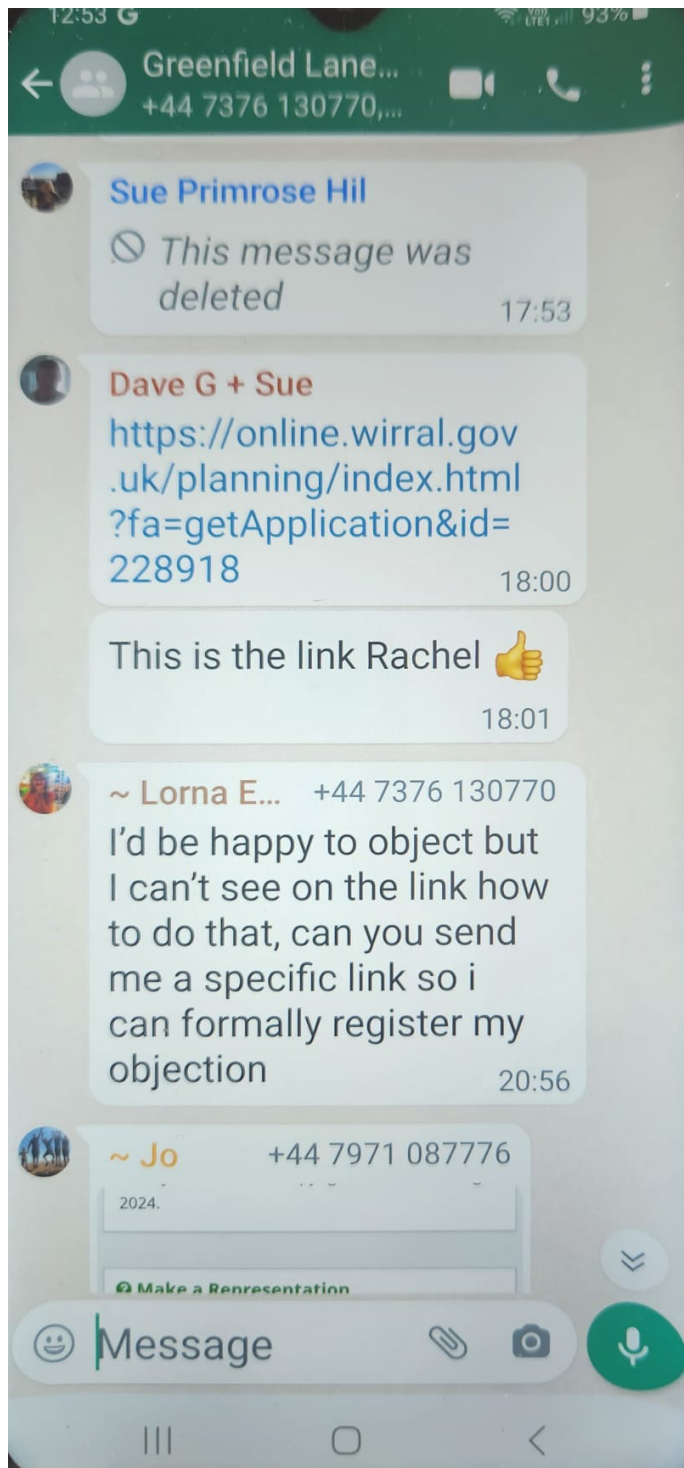 12:53 G
LTE1 93%
Greenfield Lane...
+44 7376 130770,...
Sue Primrose Hil
This message was
deleted
17:53
Dave G + Sue
https://online.wirral.gov
.uk/planning/index.html
?fa=getApplication&id=
228918
18:00
This is the link Rachel 👍
18:01
~ Lorna E... +44 7376 130770
I'd be happy to object but
I can't see on the link how
to do that, can you send
me a specific link so i
can formally register my
objection
20:56
~ Jo +44 7971 087776
2024.
Make a Representation
Message